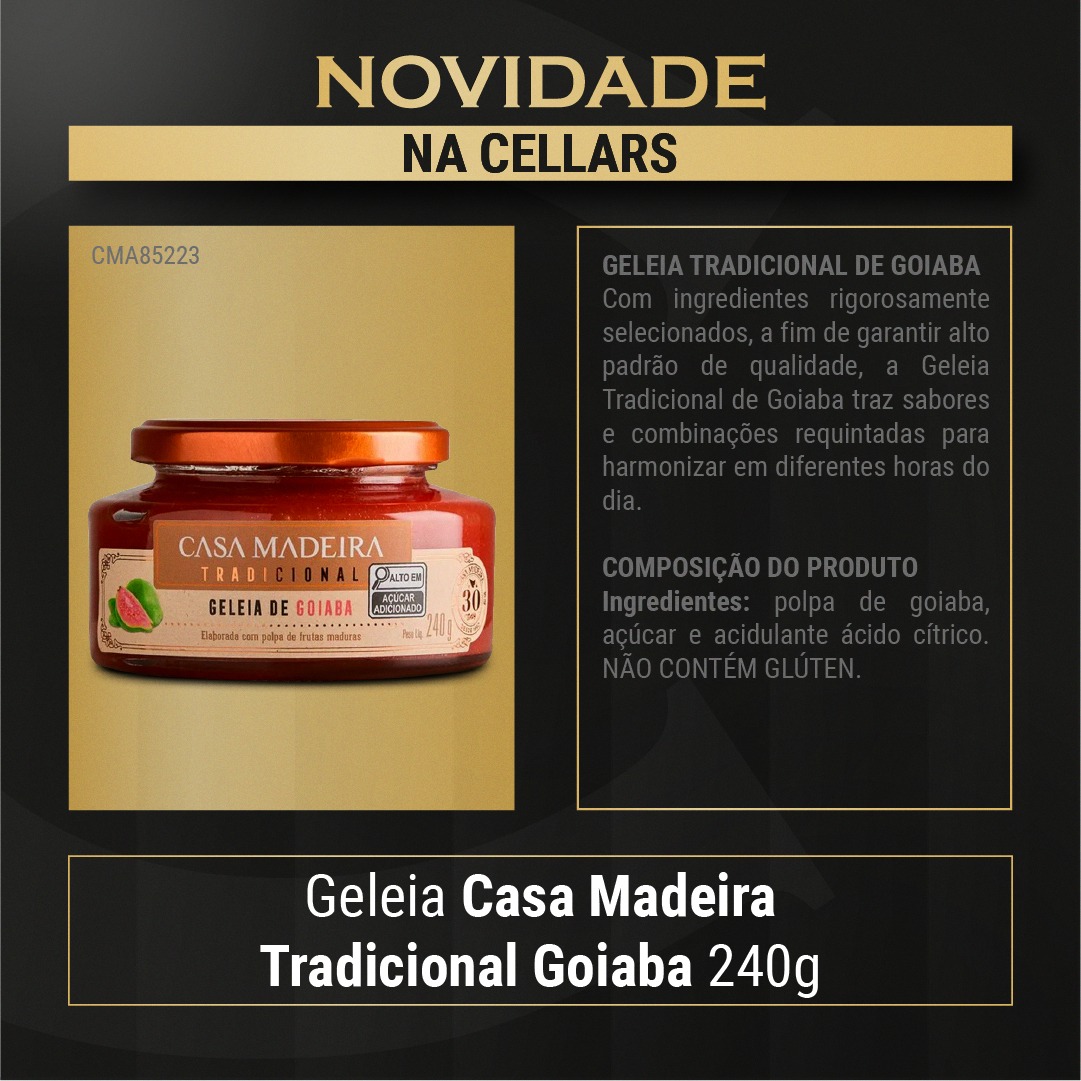 NOVIDADE
NA CELLARS
CMA85223
CASA MADEIRA
TRADICIONAL
GELEIA DE GOIABA
Elaborada com polpa de frutas maduras
ALTO EM
AÇÚCAR
ADICIONADO
Peso Líq. 240 g
30
GELEIA TRADICIONAL DE GOIABA
Com ingredientes rigorosamente
selecionados, a fim de garantir alto
padrão de qualidade, a Geleia
Tradicional de Goiaba traz sabores
e combinações requintadas para
harmonizar em diferentes horas do
dia.
COMPOSIÇÃO DO PRODUTO
Ingredientes: polpa de goiaba,
açúcar e acidulante ácido cítrico.
NÃO CONTÉM GLÚTEN.
Geleia Casa Madeira
Tradicional Goiaba 240g